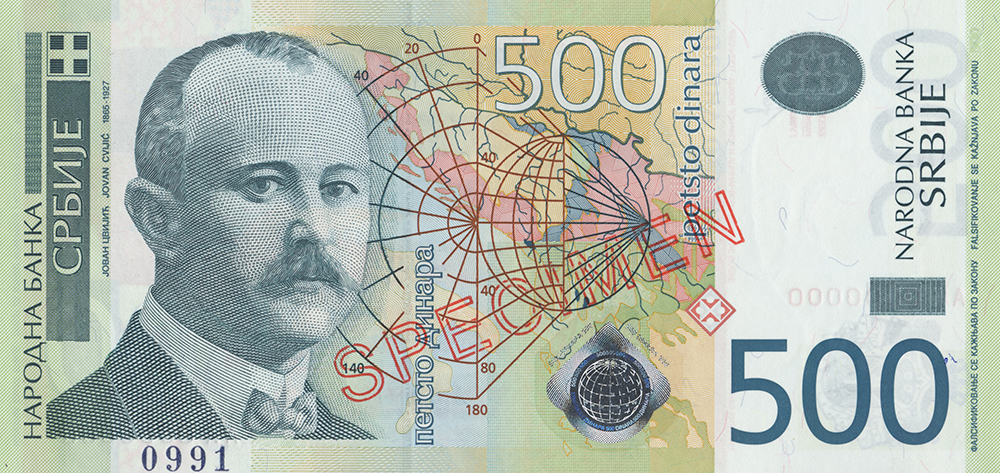 НАРОДНА БАНКА
СРБИЈЕ
ЈОВАН ЦВИЈИЋ JOVAN CVIJIĆ 1865-1927
0991
20
0
40
40
40
80
140
180
500
petsto dinara
петсто динара
SPECIMEN
NARODNA BANKA
SRBIJE
500
ФАЛСИФИКОВАЊЕ СЕ КАЖЊАВА ПО ЗАКОНУ FALSIFIKOVANJE SE KAŽNJAVA PO ZAKONU